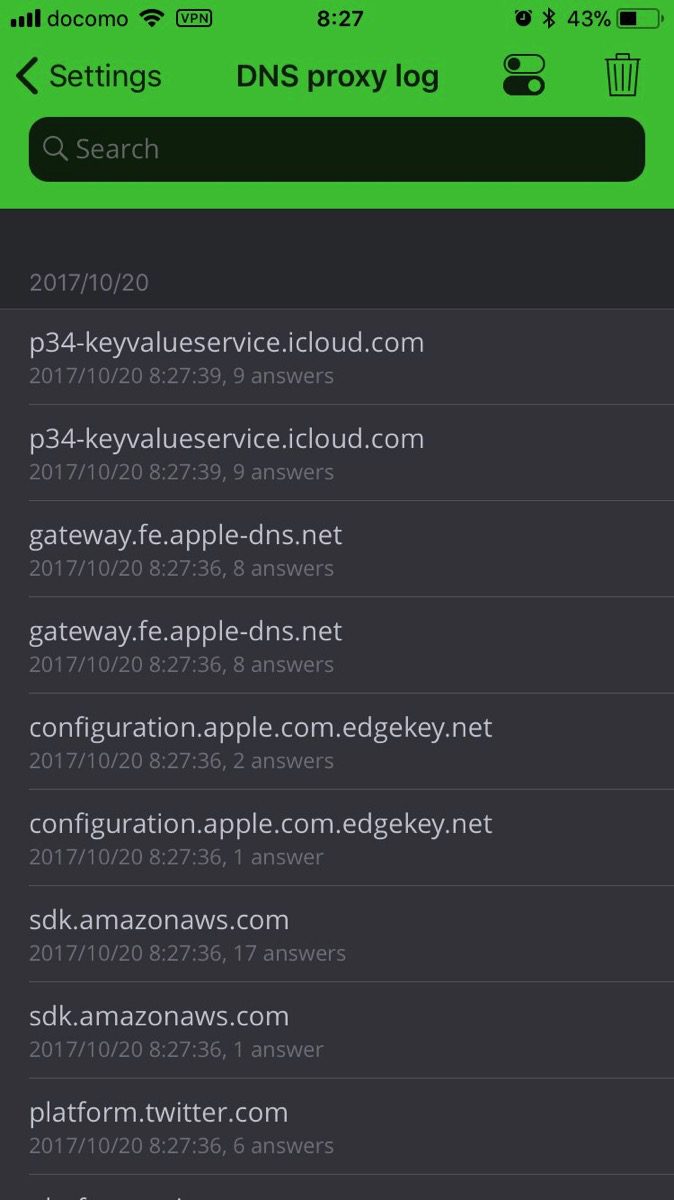 docomo VPN 8:27 43%
Settings DNS proxy log
Search
2017/10/20
p34-keyvalueservice.icloud.com
2017/10/20 8:27:39, 9 answers
p34-keyvalueservice.icloud.com
2017/10/20 8:27:39, 9 answers
gateway.fe.apple-dns.net
2017/10/20 8:27:36, 8 answers
gateway.fe.apple-dns.net
2017/10/20 8:27:36, 8 answers
configuration.apple.com.edgekey.net
2017/10/20 8:27:36, 2 answers
configuration.apple.com.edgekey.net
2017/10/20 8:27:36, 1 answer
sdk.amazonaws.com
2017/10/20 8:27:36, 17 answers
sdk.amazonaws.com
2017/10/20 8:27:36, 1 answer
platform.twitter.com
2017/10/20 8:27:36, 6 answers